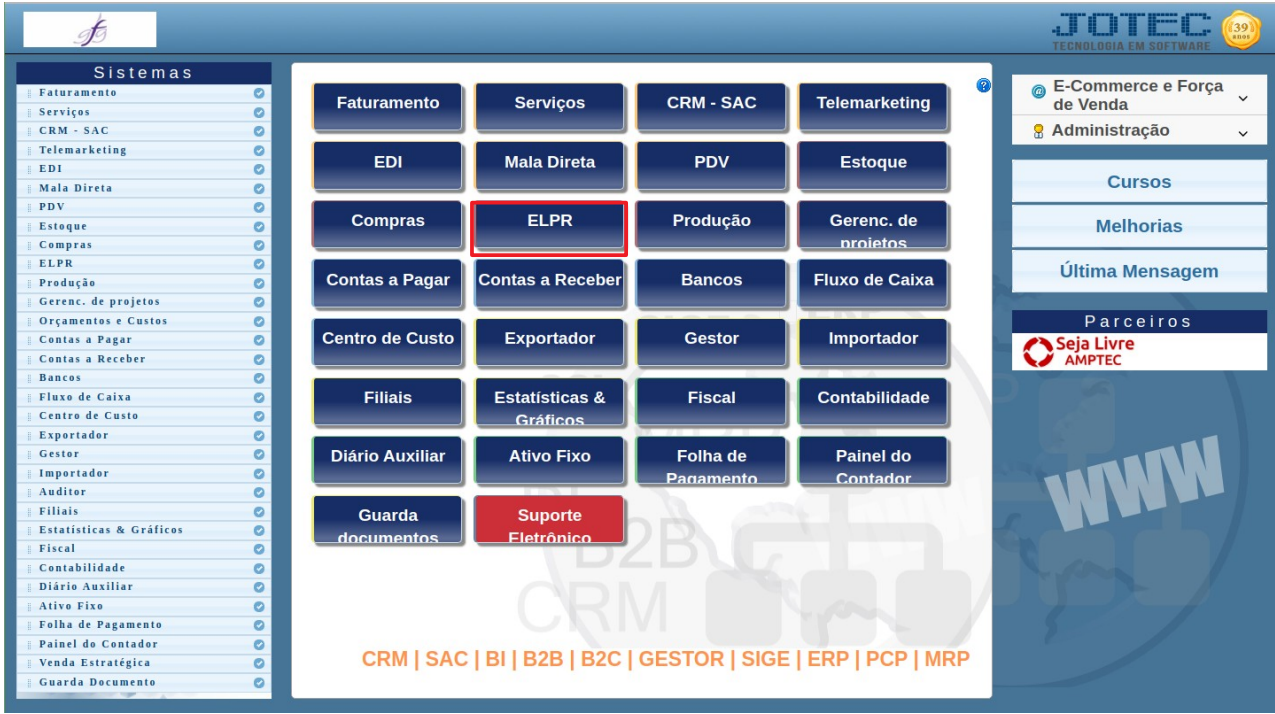 JOTEC
39
anos
TECNOLOGIA EM SOFTWARE
Sistemas
Faturamento
Serviços
CRM - SAC
Telemarketing
EDI
Mala Direta
PDV
Estoque
Compras
ELPR
Produção
Gerenc. de projetos
Orçamentos e Custos
Contas a Pagar
Contas a Receber
Bancos
Fluxo de Caixa
Centro de Custo
Exportador
Gestor
Importador
Auditor
Filiais
Estatísticas & Gráficos
Fiscal
Contabilidade
Diário Auxiliar
Ativo Fixo
Folha de Pagamento
Painel do Contador
Venda Estratégica
Guarda Documento
Faturamento
Serviços
CRM - SAC
Telemarketing
EDI
Mala Direta
PDV
Estoque
Compras
ELPR
Produção
Gerenc. de
projetos
Contas a Pagar
Contas a Receber
Bancos
Fluxo de Caixa
Centro de Custo
Exportador
Gestor
Importador
Filiais
Estatísticas &
Gráficos
Fiscal
Contabilidade
Diário Auxiliar
Ativo Fixo
Folha de
Pagamento
Painel do
Contador
Guarda
documentos
Suporte
Eletrônico
B2B
CRM
CRM | SAC | BI | B2B | B2C | GESTOR | SIGE | ERP | PCP | MRP
E-Commerce e Força
de Venda
Administração
Cursos
Melhorias
Última Mensagem
Parceiros
Seja Livre
AMPTEC
WWW